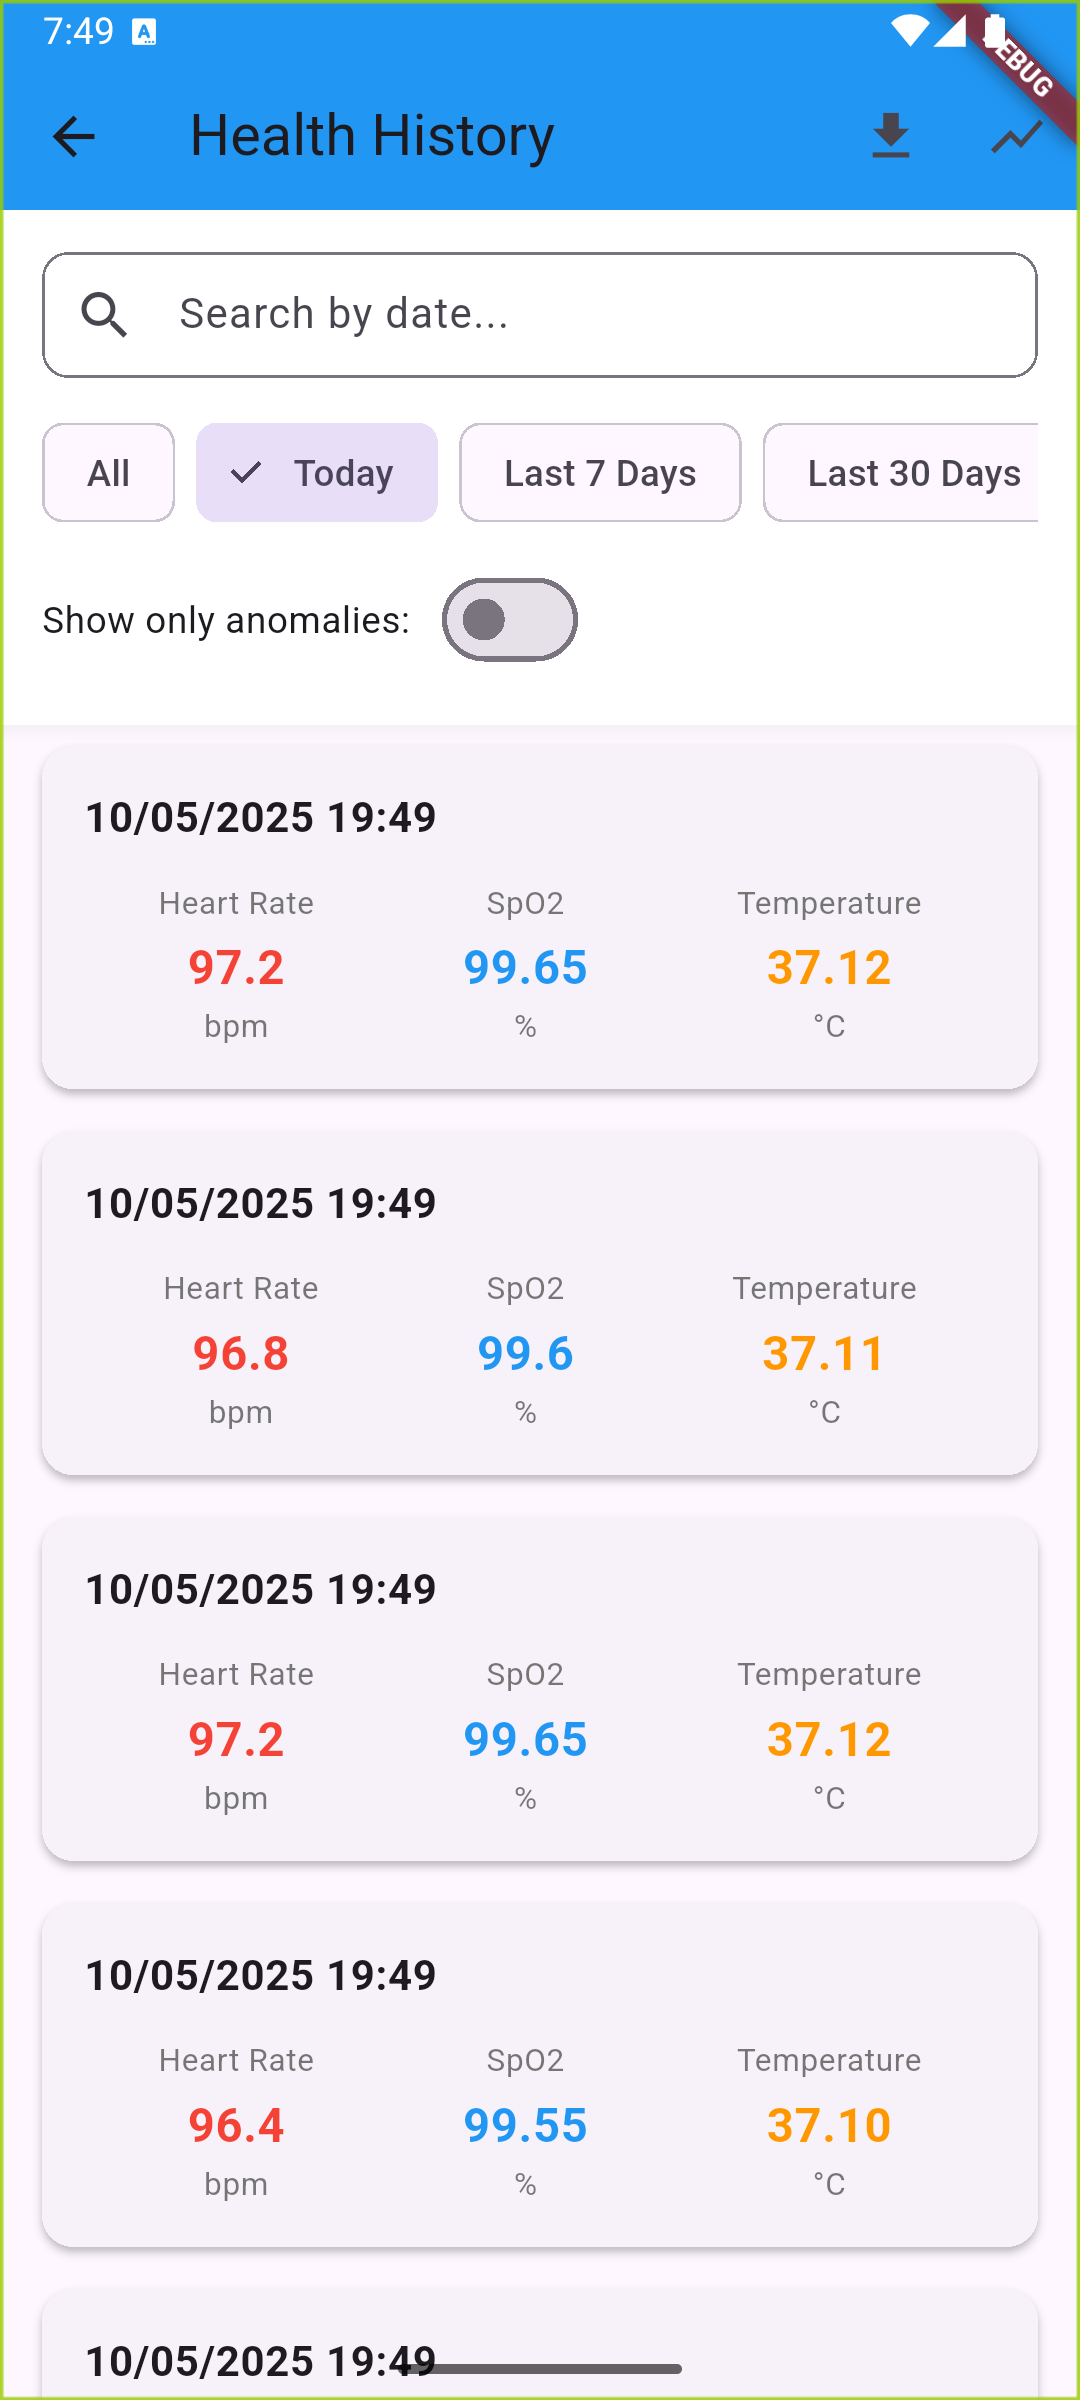 7:49 A
DEBUG
Health History
Search by date...
All Today Last 7 Days Last 30 Days
Show only anomalies:
10/05/2025 19:49
Heart Rate SpO2 Temperature
97.2 99.65 37.12
bpm % °C
10/05/2025 19:49
Heart Rate SpO2 Temperature
96.8 99.6 37.11
bpm % °C
10/05/2025 19:49
Heart Rate SpO2 Temperature
97.2 99.65 37.12
bpm % °C
10/05/2025 19:49
Heart Rate SpO2 Temperature
96.4 99.55 37.10
bpm % °C
10/05/2025 19:49